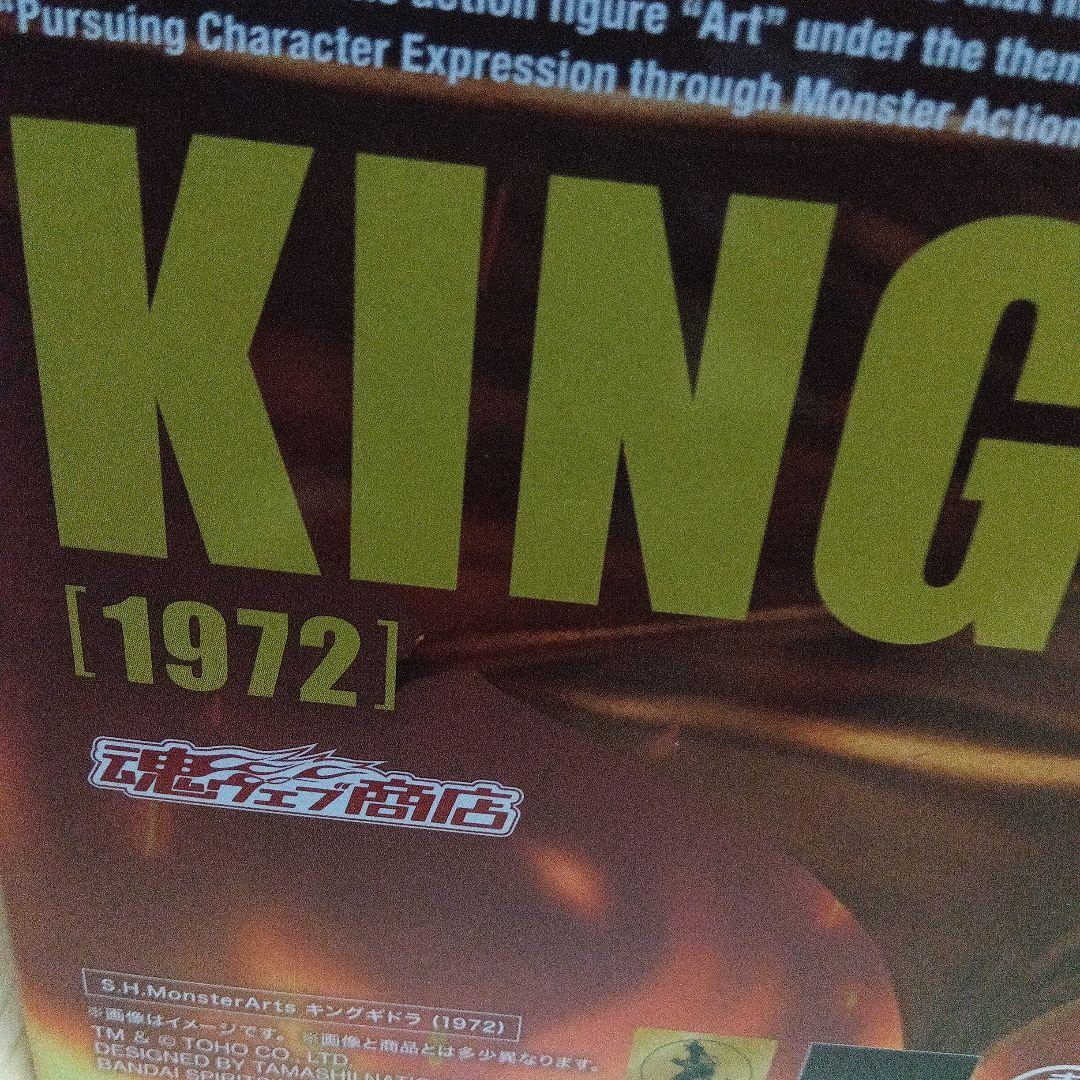 action figure “Art” under the
“Pursuing Character Expression through Monster Action
KING
[1972]
魂ウェブ商店
S.H.MonsterArts キングギドラ (1972)
※画像はイメージです。 ※画像と商品とは多少異なります。
TM & © TOHO CO., LTD.
DESIGNED BY TAMASHII
BANDAI